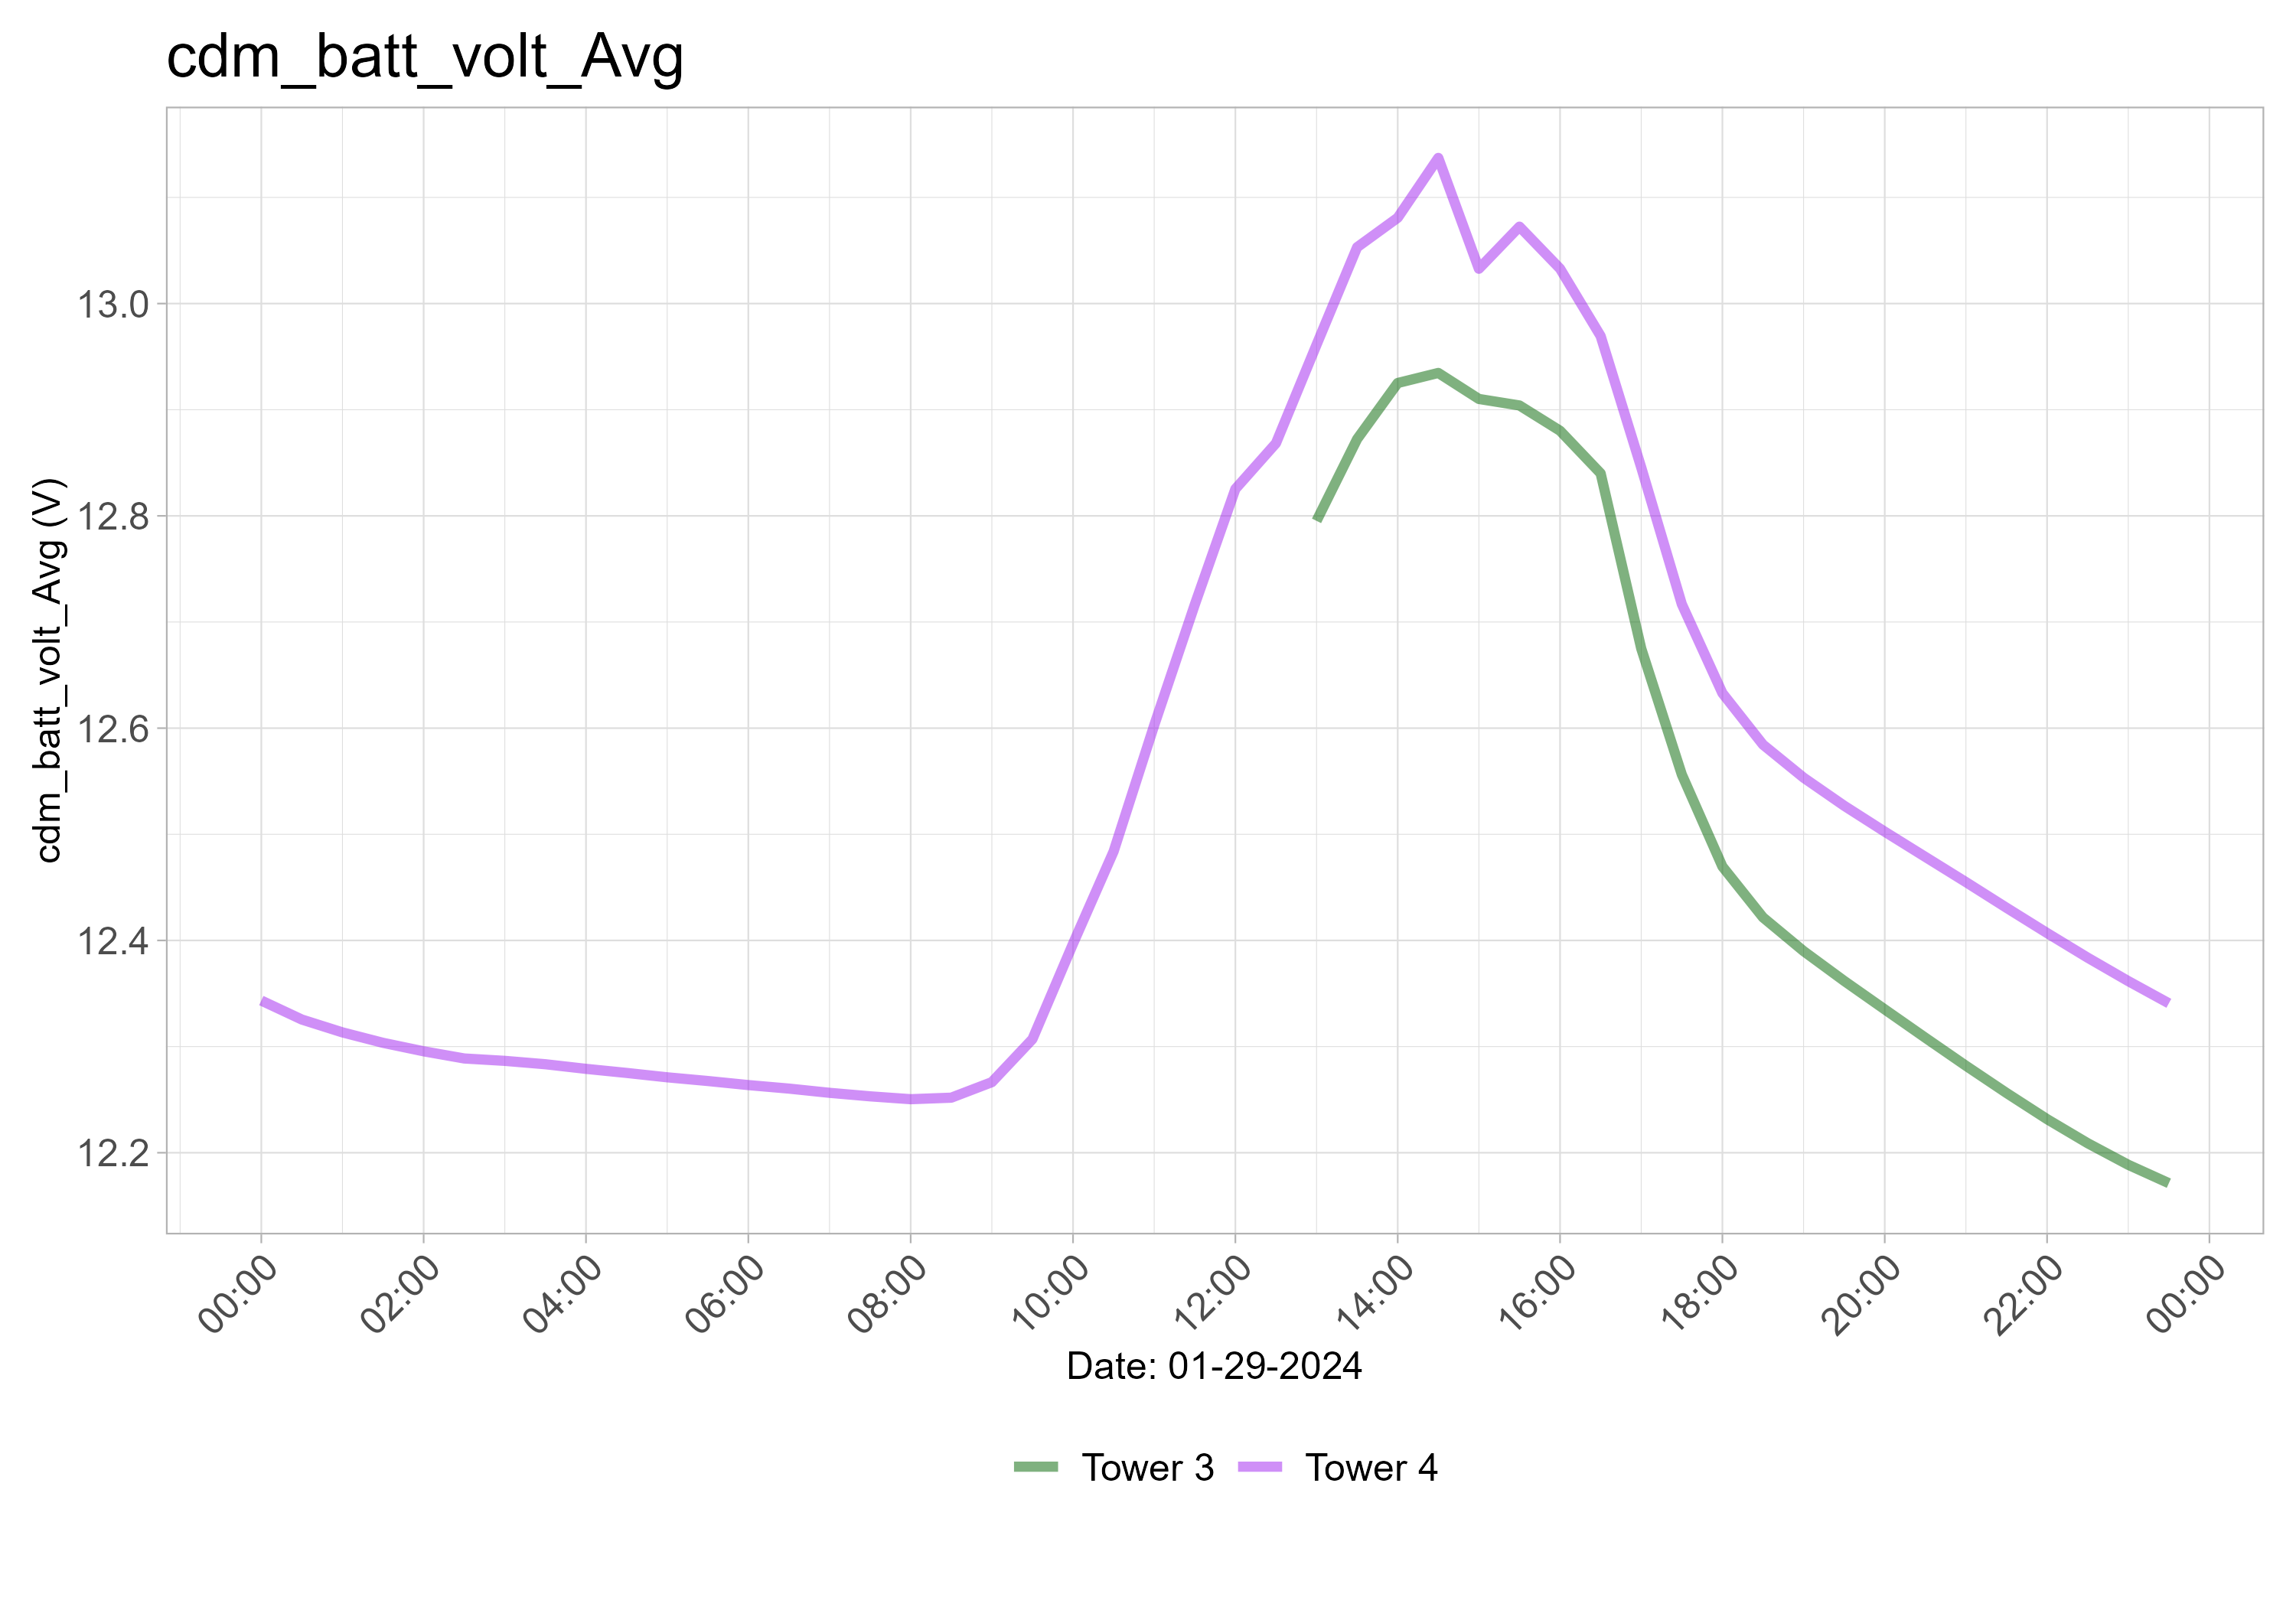 cdm_batt_volt_Avg
cdm_batt_volt_Avg (V)
13.0
12.8
12.6
12.4
12.2
00:00 02:00 04:00 06:00 08:00 10:00 12:00 14:00 16:00 18:00 20:00 22:00 00:00
Date: 01-29-2024
Tower 3 Tower 4